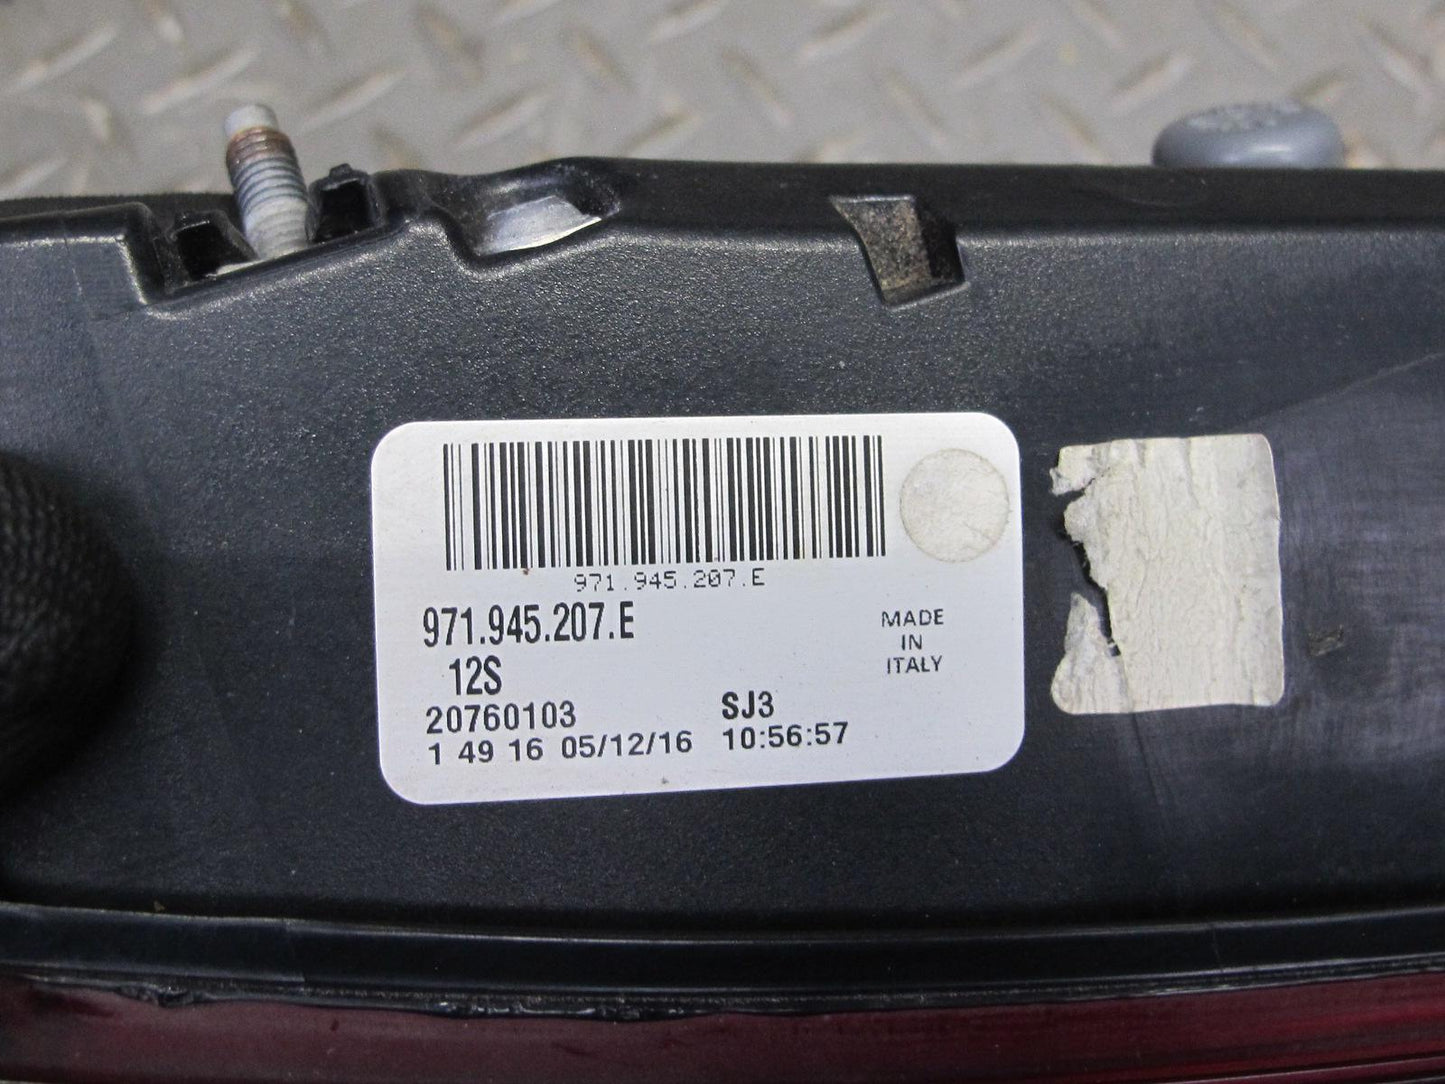 971.945.207.E
971.945.207.E
12S
MADE
IN
ITALY
20760103 SJ3
1 49 16 05/12/16 10:56:57